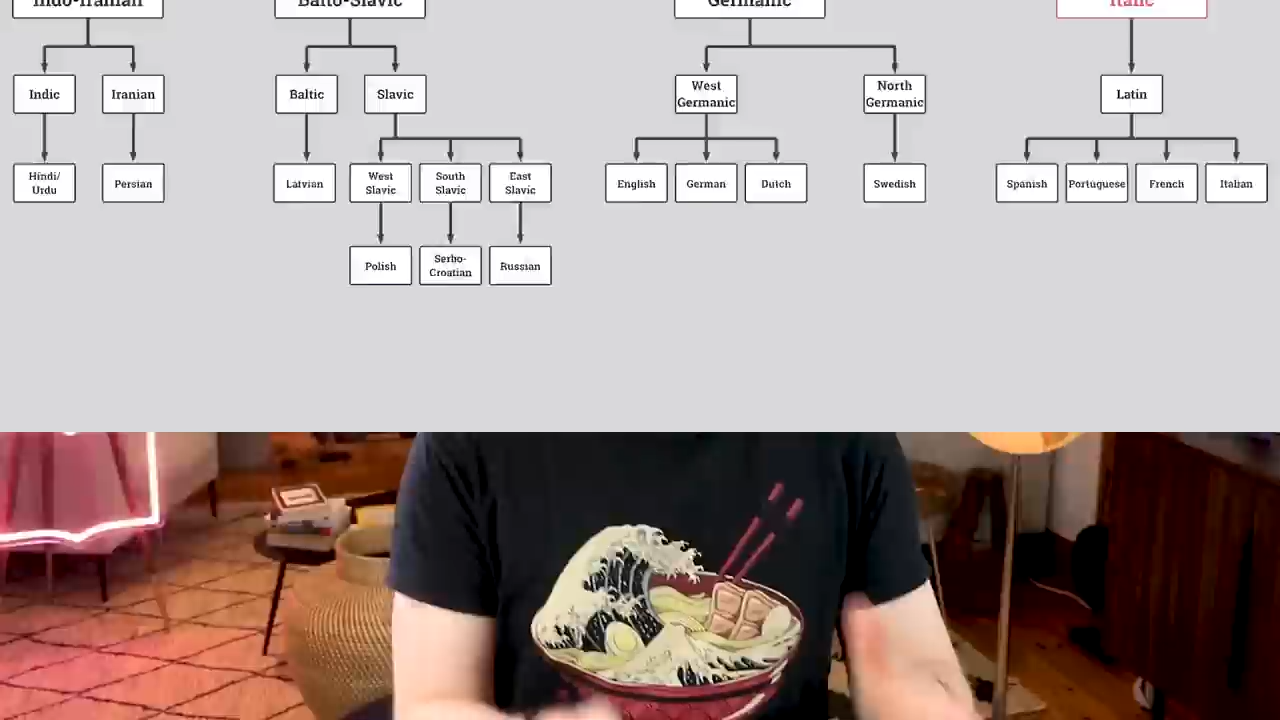 Indo-Iranian
Balto-Slavic
Germanic
Italic
Indic
Iranian
Baltic
Slavic
West
Germanic
North
Germanic
Latin
Hindi/
Urdu
Persian
Latvian
West
Slavic
South
Slavic
East
Slavic
English
German
Dutch
Swedish
Spanish
Portuguese
French
Italian
Polish
Serbo-
Croatian
Russian